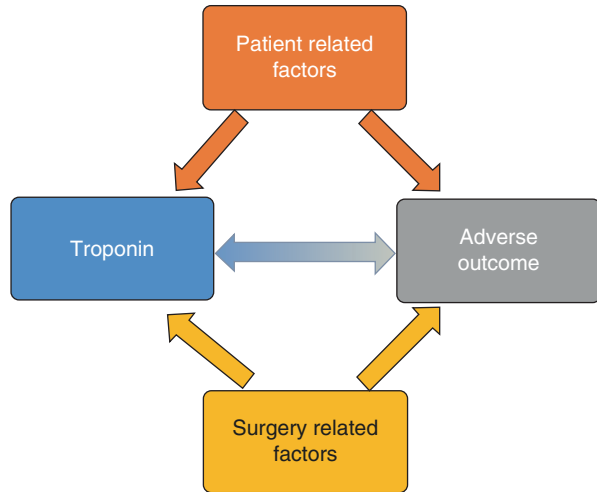 Patient related
factors
Troponin
Adverse
outcome
Surgery related
factors